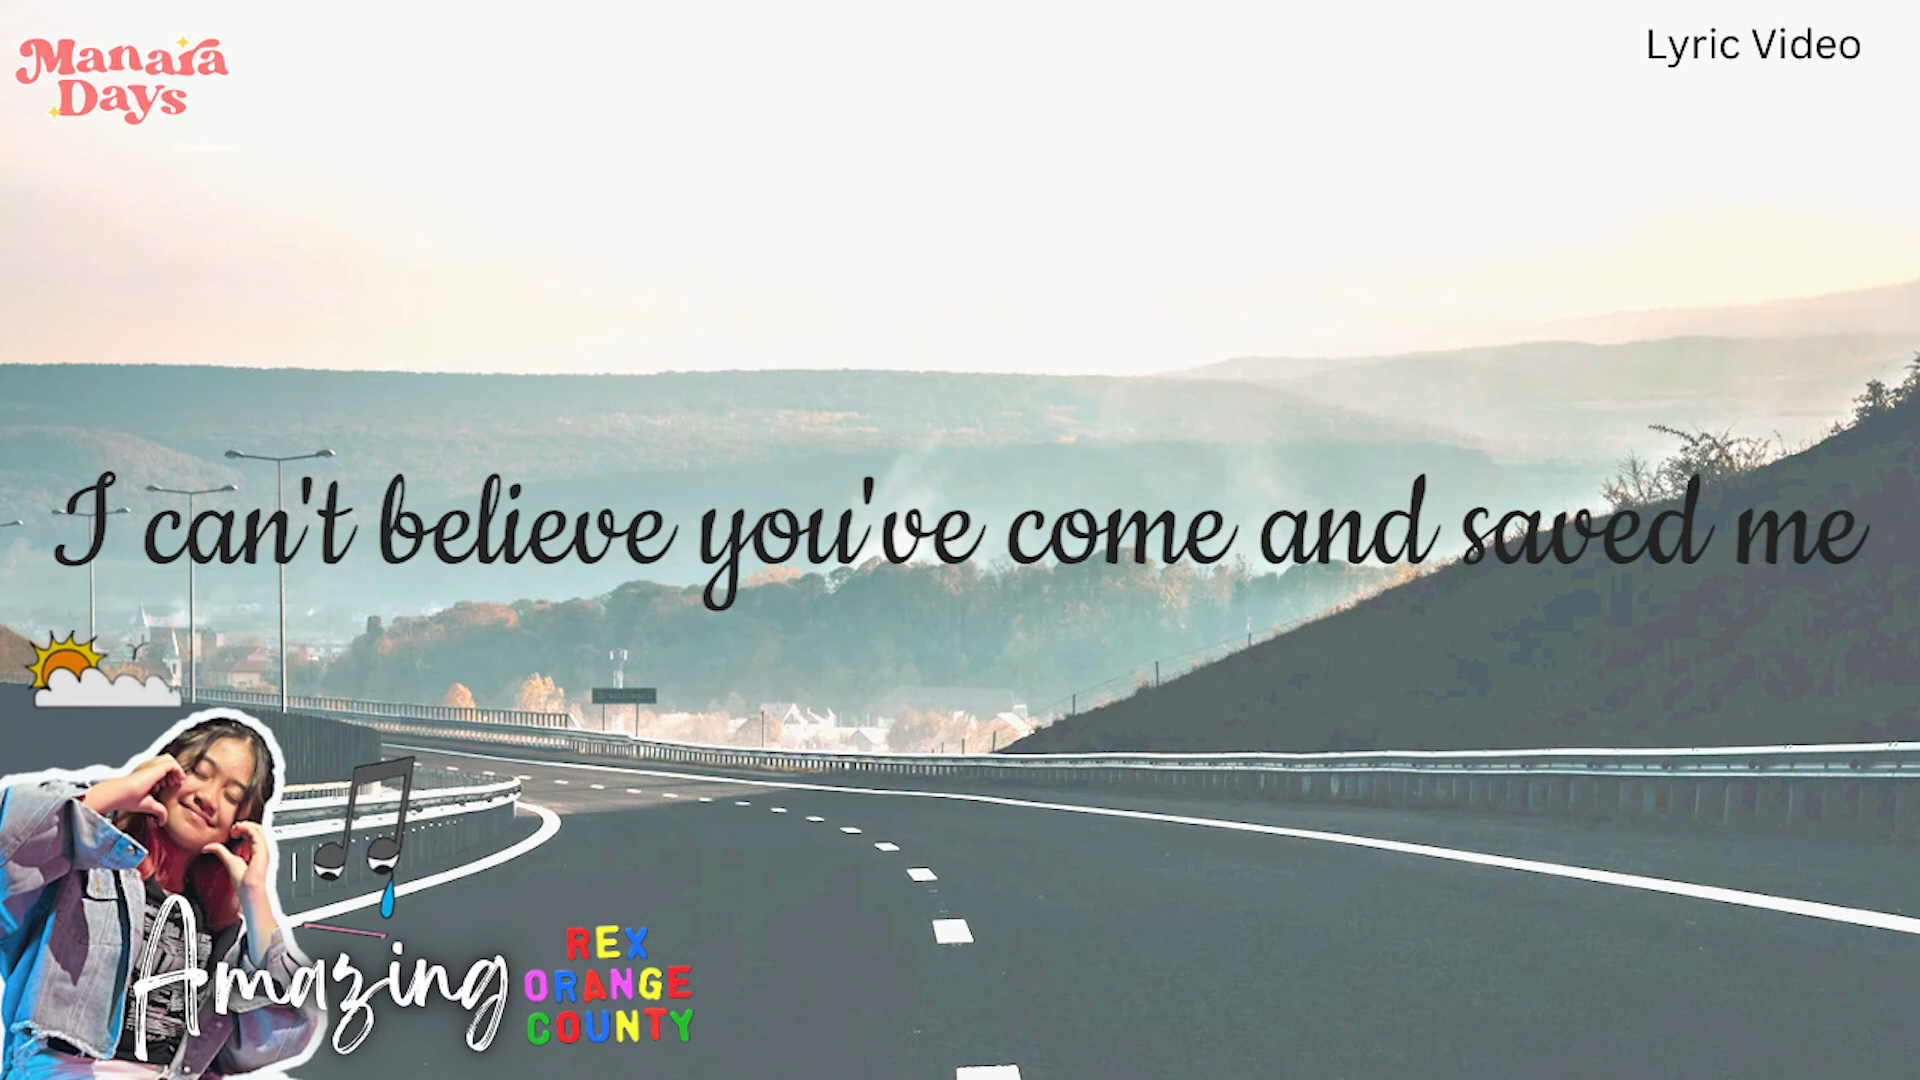 Manara
Days
Lyric Video
I can't believe you've come and saved me
Amazing
REX
ORANGE
COUNTY